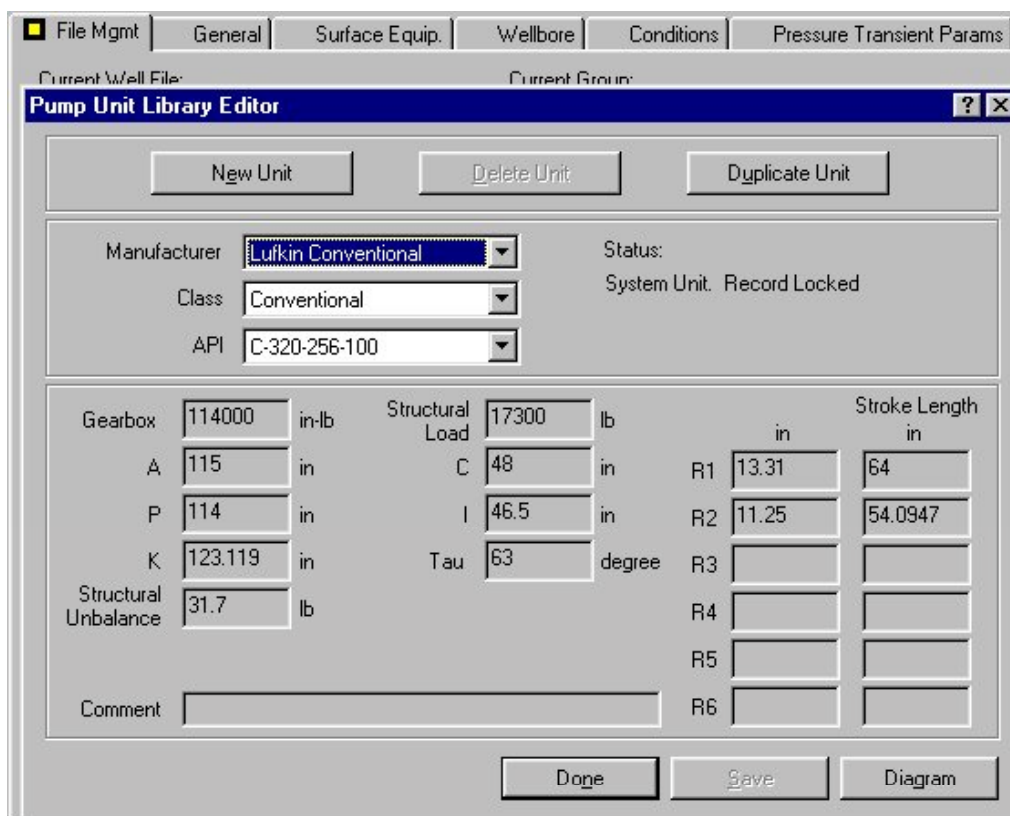 File Mgmt General Surface Equip. Wellbore Conditions Pressure Transient Params
Current Well File: Current Group:
Pump Unit Library Editor
New Unit Delete Unit Duplicate Unit
Manufacturer Lufkin Conventional Status:
Class Conventional System Unit. Record Locked
API C-320-256-100
Gearbox 114000 in-lb Structural Load 17300 lb in Stroke Length in
A 115 in C 48 in R1 13.31 64
P 114 in I 46.5 in R2 11.25 54.0947
K 123.119 in Tau 63 degree R3
Structural Unbalance 31.7 lb R4
R5
Comment R6
Done Save Diagram